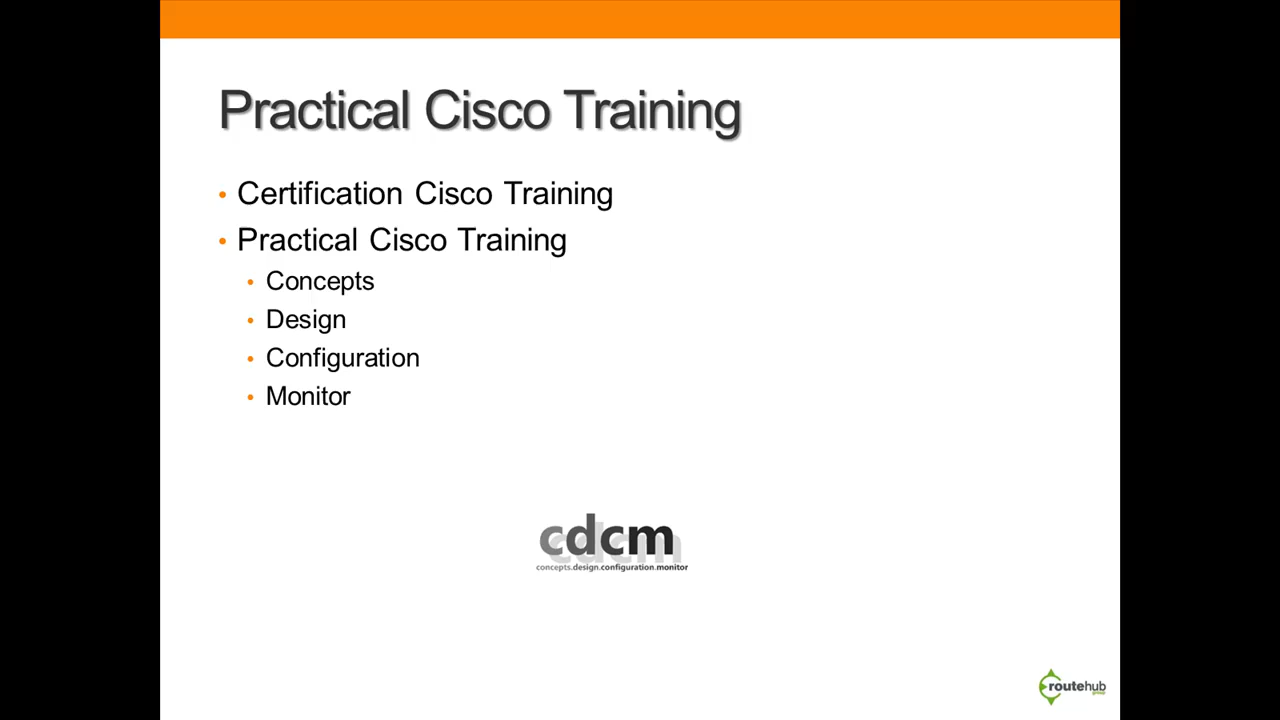 Practical Cisco Training
• Certification Cisco Training
• Practical Cisco Training
• Concepts
• Design
• Configuration
• Monitor
cdcm
concepts.design.configuration.monitor
routehub
group